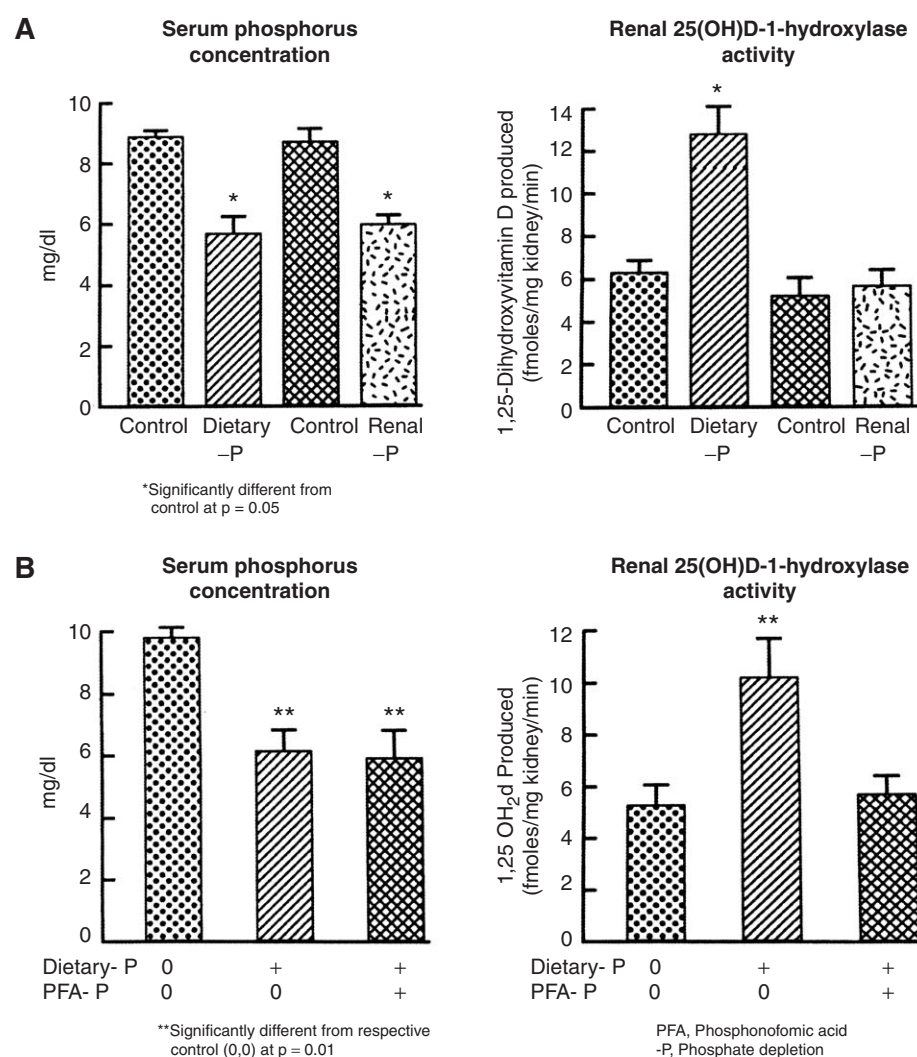 A
Serum phosphorus
concentration
mg/dl
10
8
6
4
2
0
*
*
Control Dietary Control Renal
–P –P
*Significantly different from
control at p = 0.05
Renal 25(OH)D-1-hydroxylase
activity
1,25-Dihydroxyvitamin D produced
(fmoles/mg kidney/min)
14
12
10
8
6
4
2
0
*
Control Dietary Control Renal
–P –P
B
Serum phosphorus
concentration
mg/dl
10
8
6
4
2
0
**
**
Dietary- P 0 + +
PFA- P 0 0 +
**Significantly different from respective
control (0,0) at p = 0.01
Renal 25(OH)D-1-hydroxylase
activity
1,25 OH2d Produced
(fmoles/mg kidney/min)
12
10
8
6
4
2
0
**
Dietary- P 0 + +
PFA- P 0 0 +
PFA, Phosphonofomic acid
-P, Phosphate depletion